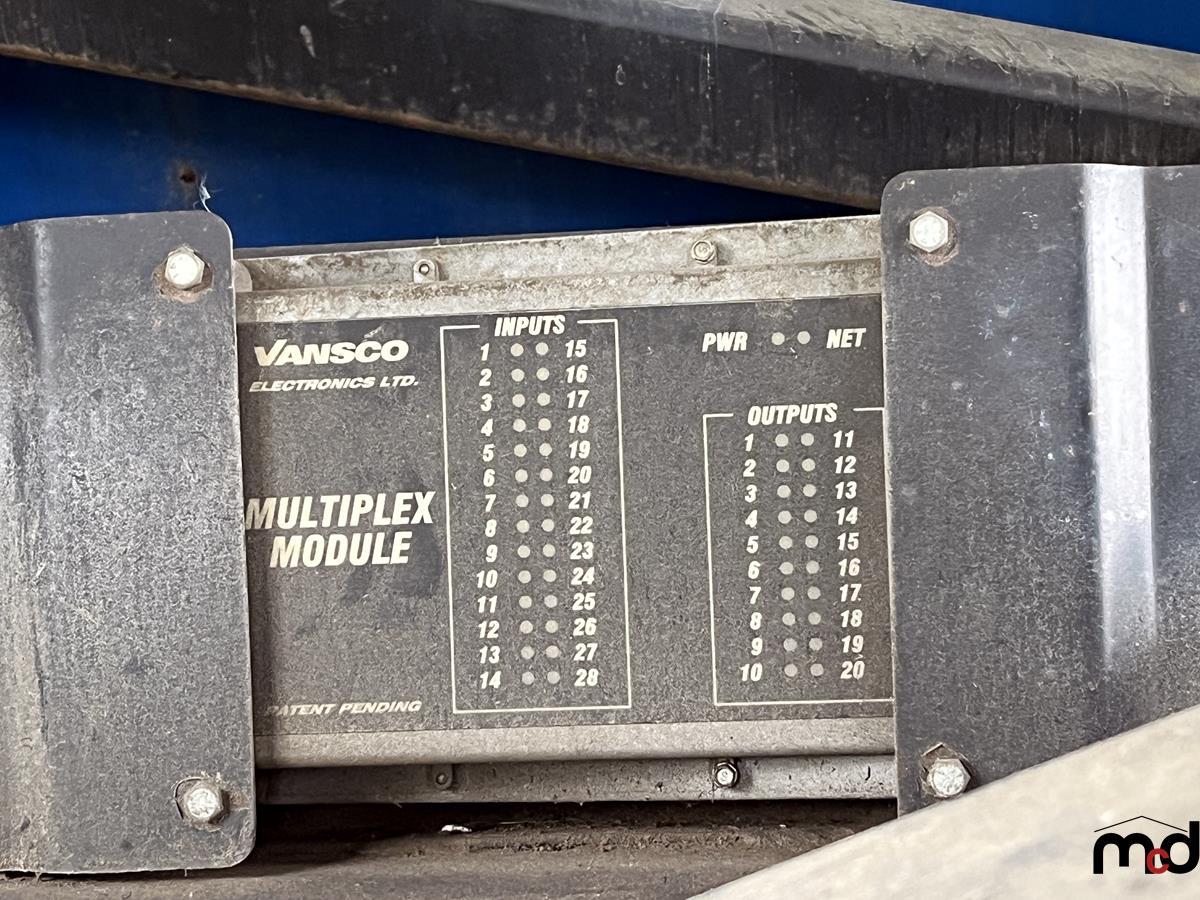 VANSCO
ELECTRONICS LTD.
MULTIPLEX
MODULE
PATENT PENDING
INPUTS
1 15
2 16
3 17
4 18
5 19
6 20
7 21
8 22
9 23
10 24
11 25
12 26
13 27
14 28
PWR NET
OUTPUTS
1 11
2 12
3 13
4 14
5 15
6 16
7 17
8 18
9 19
10 20
mcd